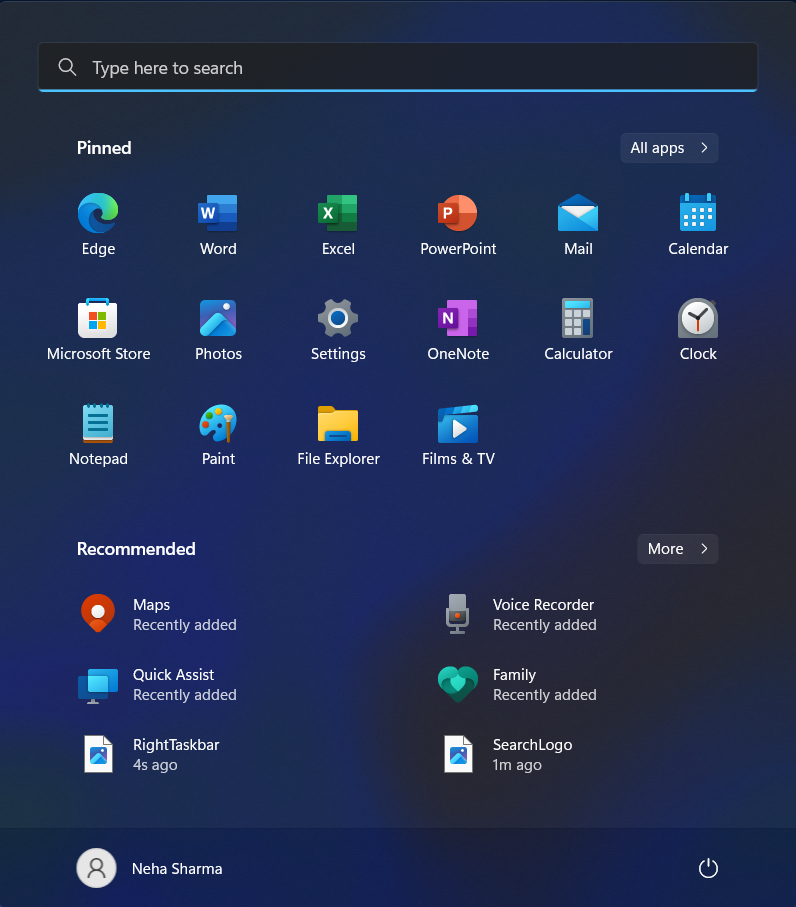 Type here to search
Pinned
All apps
Edge
Word
Excel
PowerPoint
Mail
Calendar
Microsoft Store
Photos
Settings
OneNote
Calculator
Clock
Notepad
Paint
File Explorer
Films & TV
Recommended
More
Maps
Recently added
Voice Recorder
Recently added
Quick Assist
Recently added
Family
Recently added
RightTaskbar
4s ago
SearchLogo
1m ago
Neha Sharma